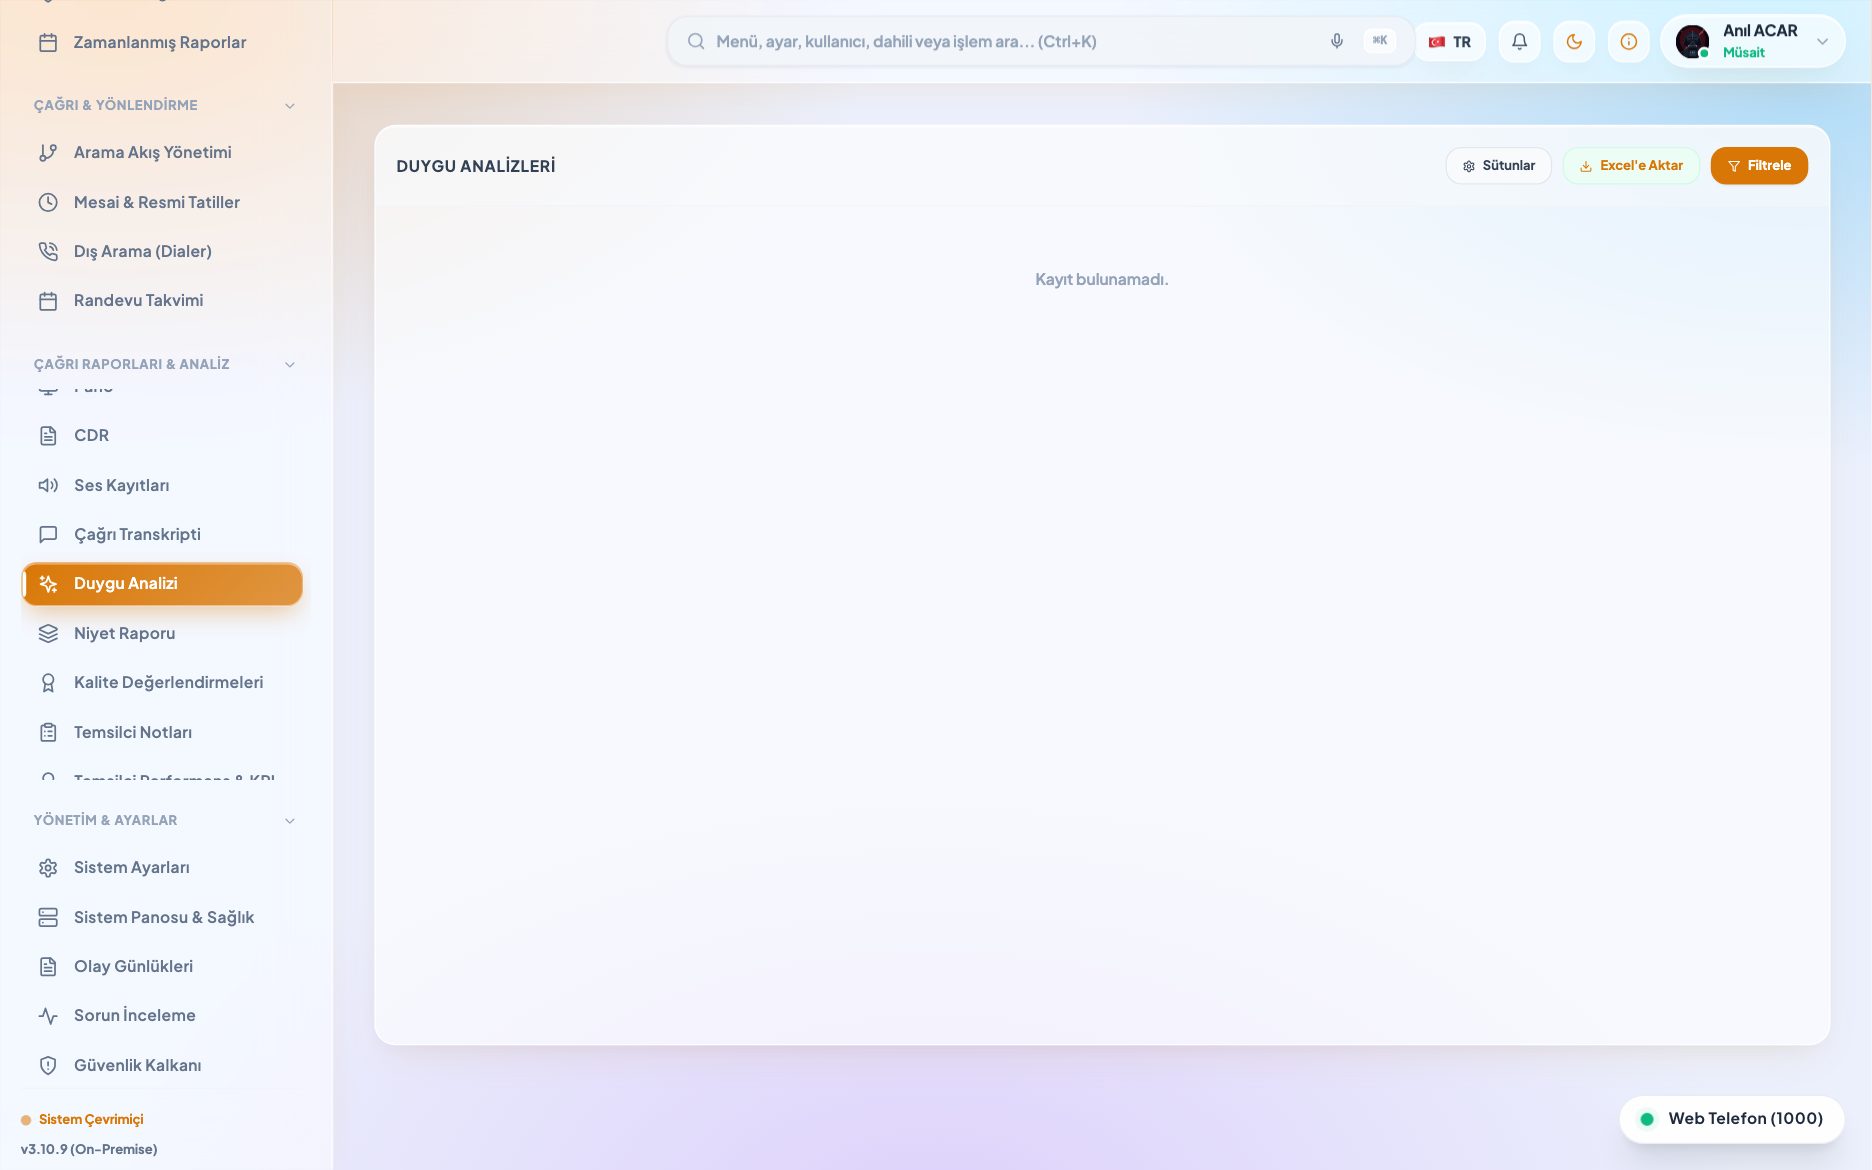 Zamanlanmış Raporlar
ÇAĞRI & YÖNLENDİRME
Arama Akış Yönetimi
Mesai & Resmi Tatiller
Dış Arama (Dialer)
Randevu Takvimi
ÇAĞRI RAPORLARI & ANALİZ
CDR
Ses Kayıtları
Çağrı Transkripti
Duygu Analizi
Niyet Raporu
Kalite Değerlendirmeleri
Temsilci Notları
Temsilci Performans & KPI
YÖNETİM & AYARLAR
Sistem Ayarları
Sistem Panosu & Sağlık
Olay Günlükleri
Sorun İnceleme
Güvenlik Kalkanı
Sistem Çevrimiçi
v3.10.9 (On-Premise)
Menü, ayar, kullanıcı, dahili veya işlem ara... (Ctrl+K)
⌘K
TR
Anıl ACAR
Müsait
DUYGU ANALİZLERİ
Sütunlar
Excel'e Aktar
Filtrele
Kayıt bulunamadı.
Web Telefon (1000)